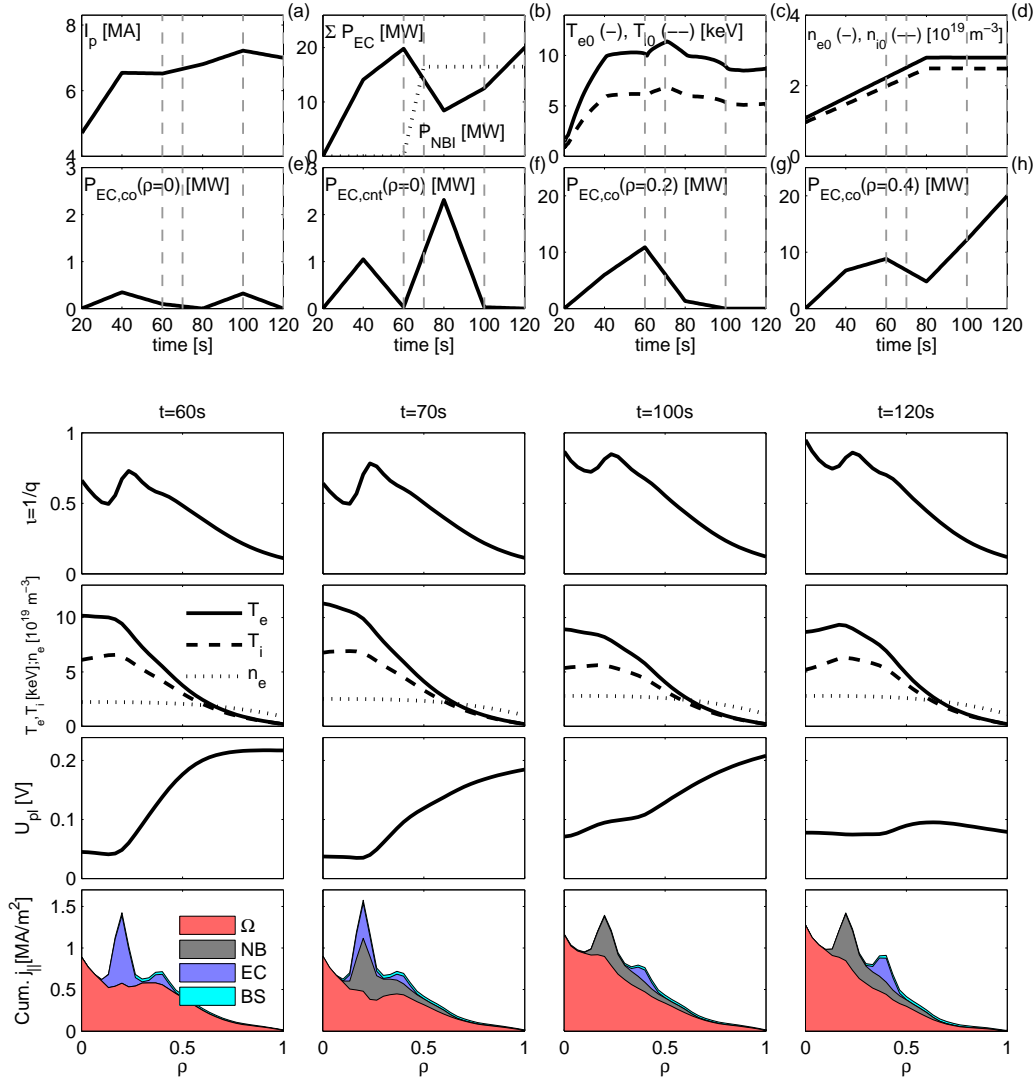 (a) (b) (c) (d)
I_p [MA]
Σ P_EC [MW]
P_NBI [MW]
T_e0 (–), T_i0 (––) [keV]
n_e0 (–), n_i0 (–·–) [10^19 m^−3]
8 6 4
20 10 0
10 5 0
4 2 0
(e) (f) (g) (h)
P_EC,co(ρ=0) [MW]
P_EC,cnt(ρ=0) MW]
P_EC,co(ρ=0.2) [MW]
P_EC,co(ρ=0.4) [MW]
3 2 1 0
3 2 1 0
20 10 0
20 10 0
20 40 60 80 100 120
20 40 60 80 100 120
20 40 60 80 100 120
20 40 60 80 100 120
time [s]
time [s]
time [s]
time [s]
t=60s
t=70s
t=100s
t=120s
ι=1/q
1
0.5
0
T_e,T_i [keV];n_e [10^19 m^−3]
10
5
0
T_e
T_i
n_e
U_pl [V]
0.2
0.1
0
Cum. j_||[MA/m^2]
1.5
1
0.5
0
Ω
NB
EC
BS
0 0.5 1
0 0.5 1
0 0.5 1
0 0.5 1
ρ
ρ
ρ
ρ